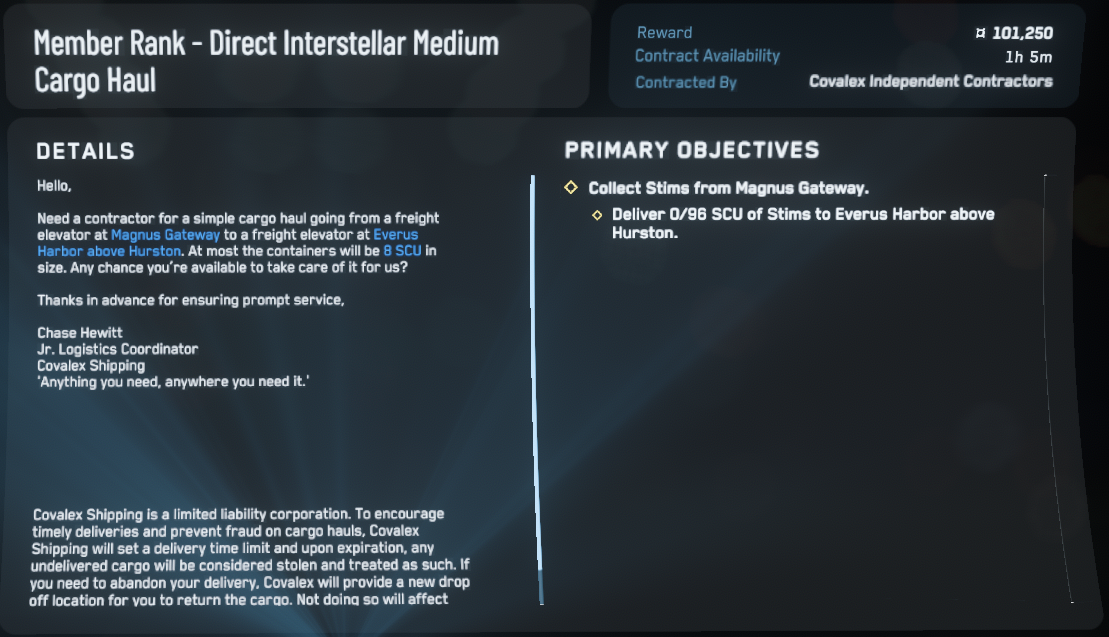 Member Rank - Direct Interstellar Medium
Cargo Haul
Reward ¤ 101,250
Contract Availability 1h 5m
Contracted By Covalex Independent Contractors
DETAILS
Hello,
Need a contractor for a simple cargo haul going from a freight
elevator at Magnus Gateway to a freight elevator at Everus
Harbor above Hurston. At most the containers will be 8 SCU in
size. Any chance you're available to take care of it for us?
Thanks in advance for ensuring prompt service,
Chase Hewitt
Jr. Logistics Coordinator
Covalex Shipping
'Anything you need, anywhere you need it.'
Covalex Shipping is a limited liability corporation. To encourage
timely deliveries and prevent fraud on cargo hauls, Covalex
Shipping will set a delivery time limit and upon expiration, any
undelivered cargo will be considered stolen and treated as such. If
you need to abandon your delivery, Covalex will provide a new drop
off location for you to return the cargo. Not doing so will affect
PRIMARY OBJECTIVES
Collect Stims from Magnus Gateway.
Deliver 0/96 SCU of Stims to Everus Harbor above
Hurston.